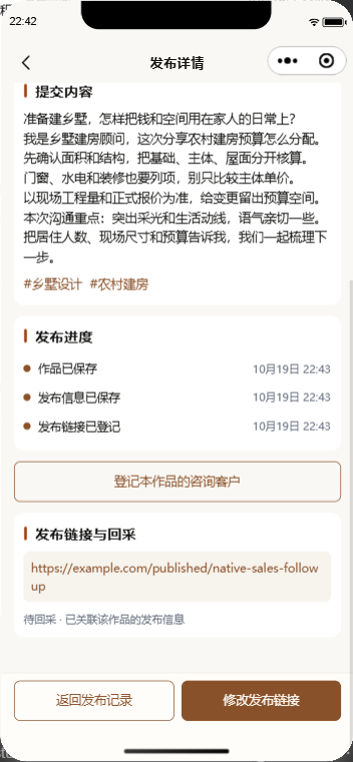 22:42
发布详情
提交内容
准备建乡墅，怎样把钱和空间用在家人的日常上？
我是乡墅建房顾问，这次分享农村建房预算怎么分配。
先确认面积和结构，把基础、主体、屋面分开核算。
门窗、水电和装修也要列项，别只比较主体单价。
以现场工程量和正式报价为准，给变更留出预算空间。
本次沟通重点：突出采光和生活动线，语气亲切一些。
把居住人数、现场尺寸和预算告诉我，我们一起梳理下
一步。
#乡墅设计 #农村建房
发布进度
作品已保存 10月19日 22:43
发布信息已保存 10月19日 22:43
发布链接已登记 10月19日 22:43
登记本作品的咨询客户
发布链接与回采
https://example.com/published/native-sales-follow
up
待回采 · 已关联该作品的发布信息
返回发布记录 修改发布链接